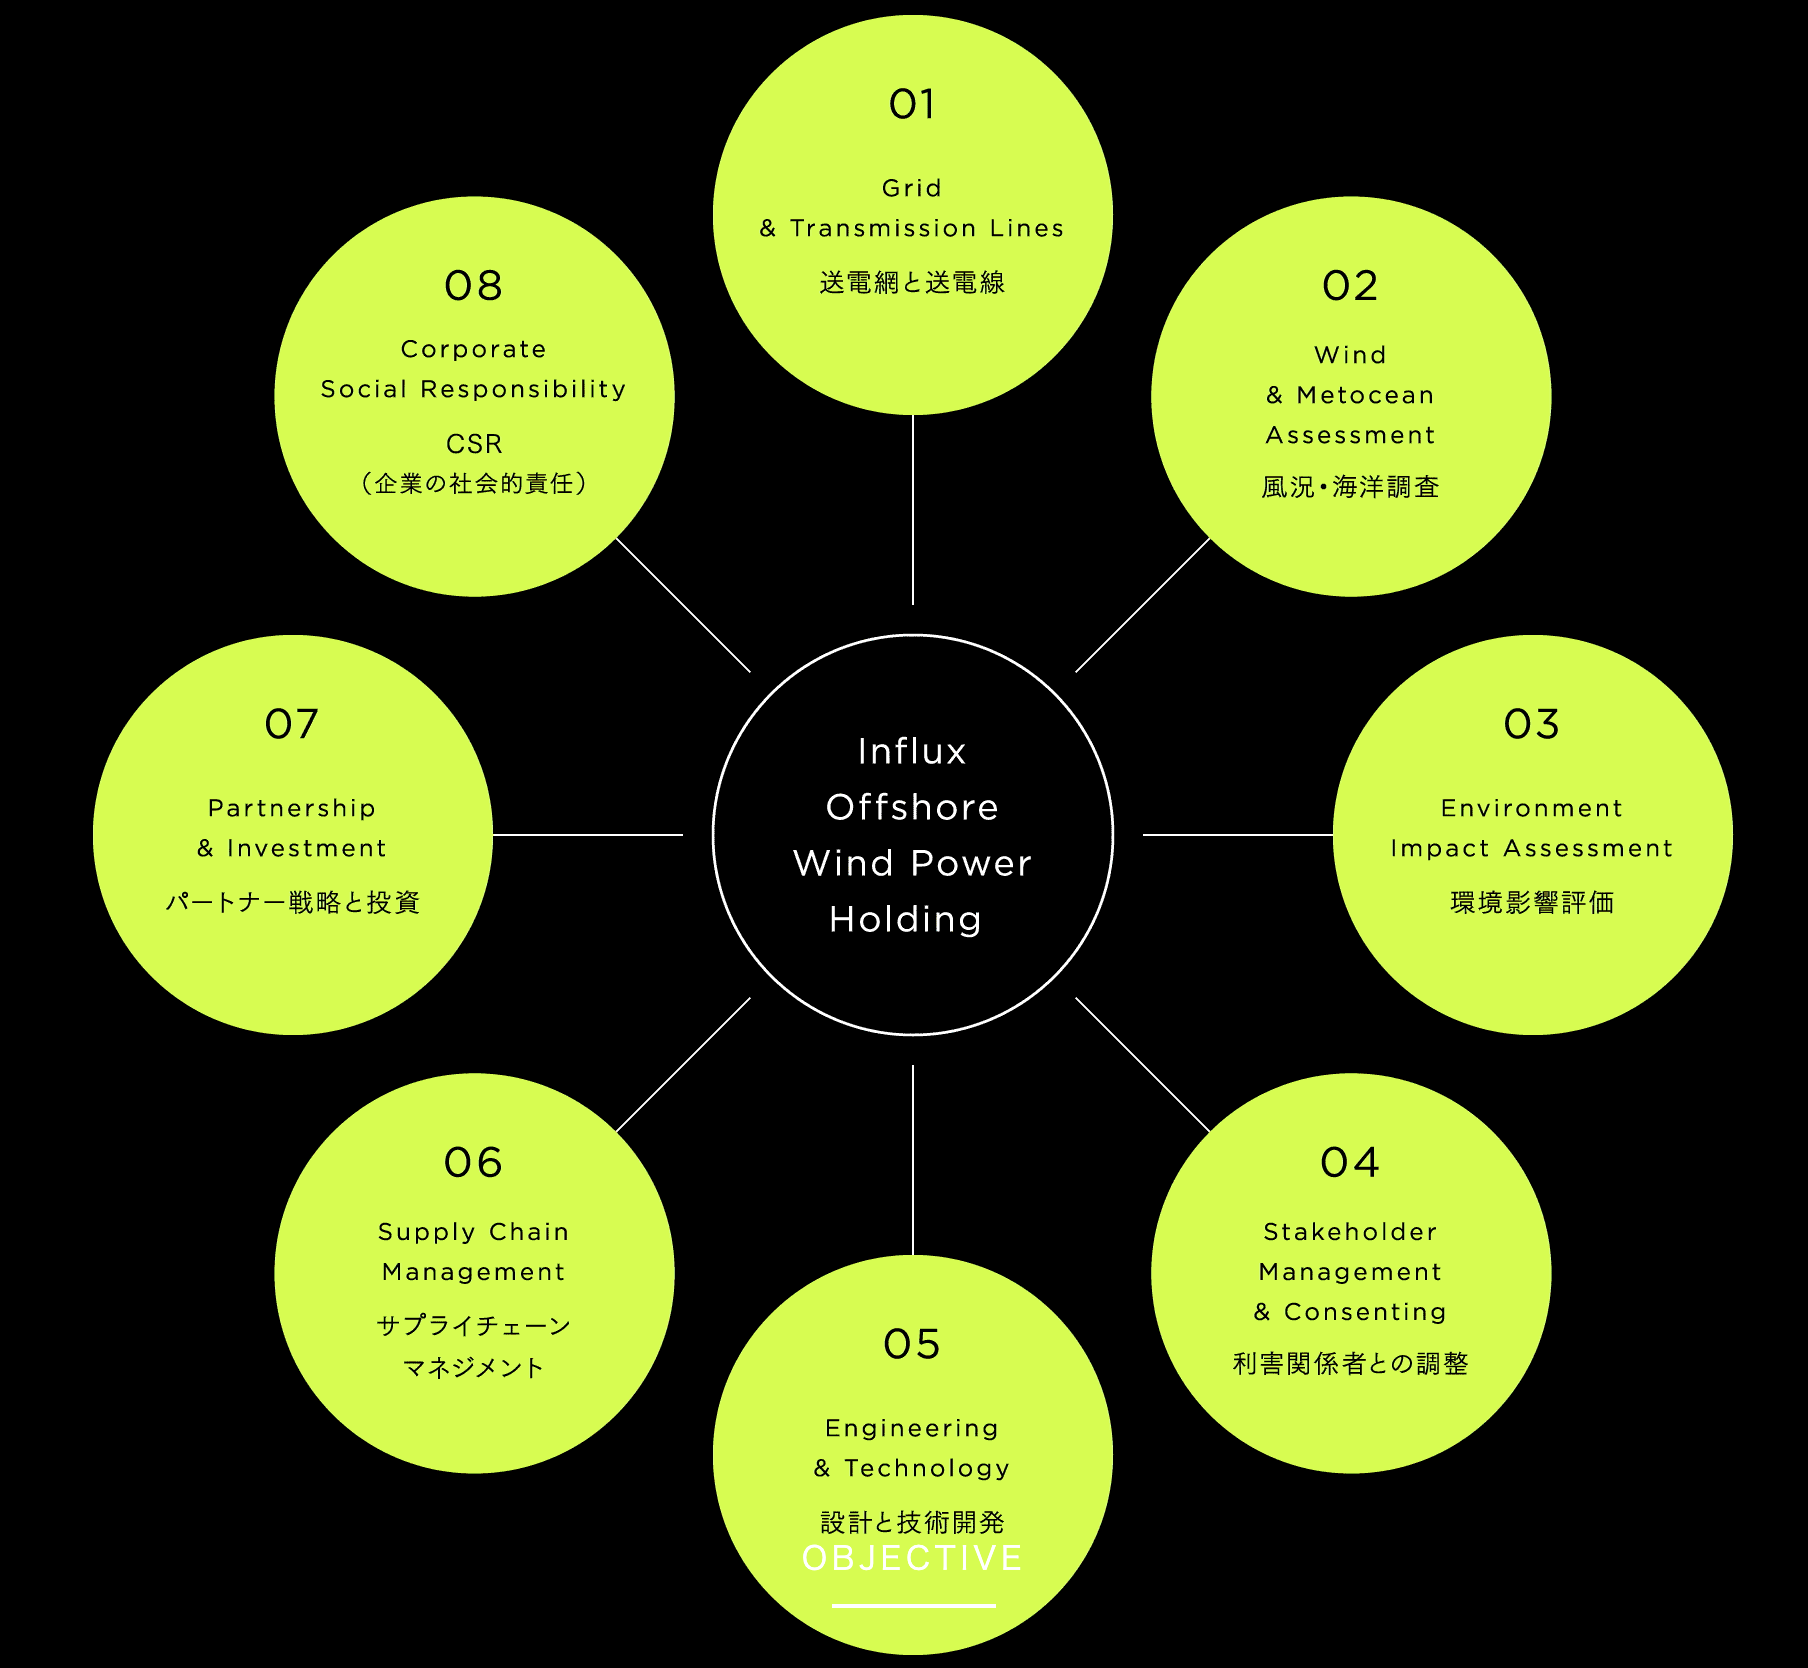 01
Grid
& Transmission Lines
送電網と送電線
02
Wind
& Metocean
Assessment
風況・海洋調査
03
Environment
Impact Assessment
環境影響評価
04
Stakeholder
Management
& Consenting
利害関係者との調整
05
Engineering
& Technology
設計と技術開発
OBJECTIVE
06
Supply Chain
Management
サプライチェーン
マネジメント
07
Partnership
& Investment
パートナー戦略と投資
08
Corporate
Social Responsibility
CSR
（企業の社会的責任）
Influx
Offshore
Wind Power
Holding